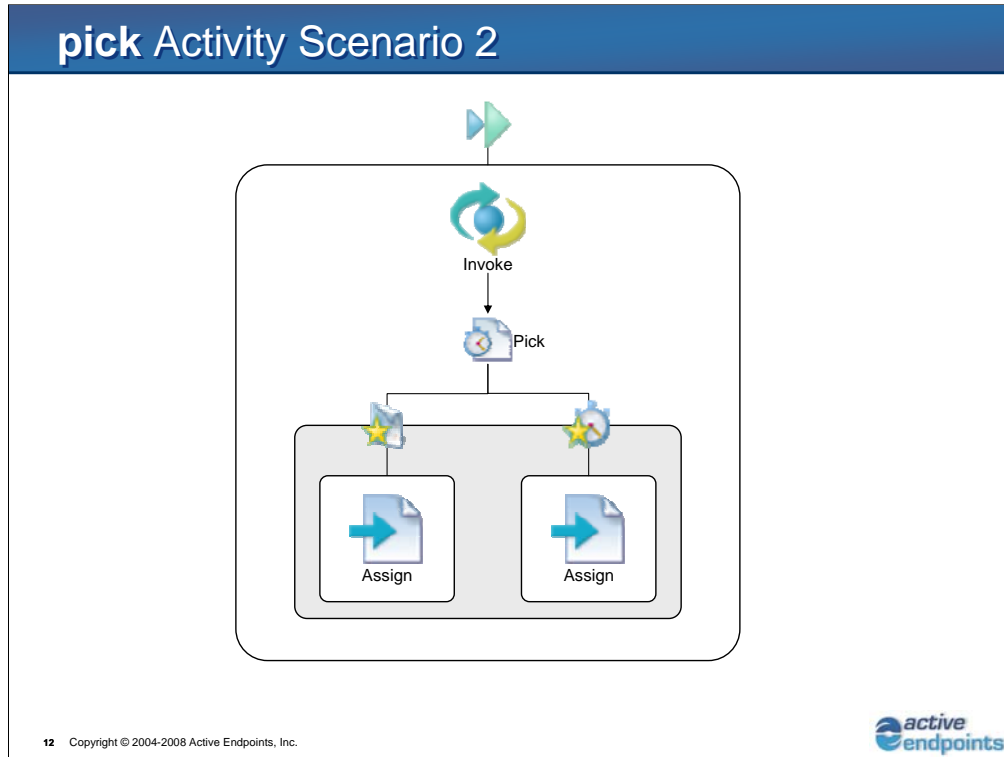 pick Activity Scenario 2
Invoke
Pick
Assign
Assign
12 Copyright © 2004-2008 Active Endpoints, Inc.
active
endpoints